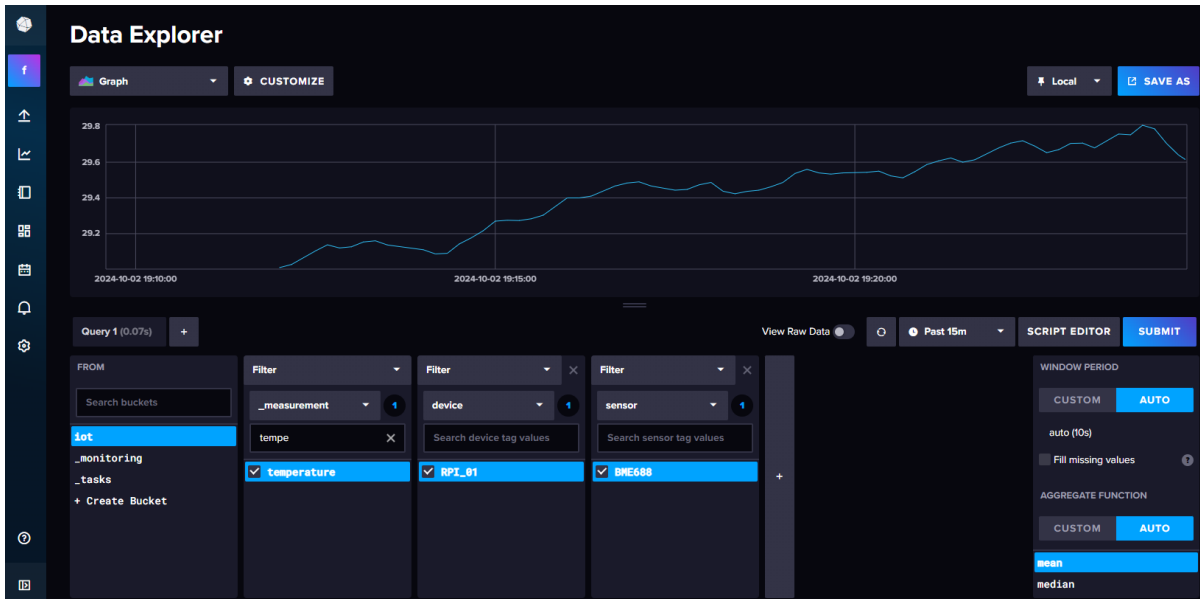 Data Explorer
f
Graph
CUSTOMIZE
Local
SAVE AS
29.8
29.6
29.4
29.2
2024-10-02 19:10:00
2024-10-02 19:15:00
2024-10-02 19:20:00
Query 1 (0.07s)
+
View Raw Data
Past 15m
SCRIPT EDITOR
SUBMIT
FROM
Search buckets
iot
_monitoring
_tasks
+ Create Bucket
Filter
_measurement
1
tempe
temperature
Filter
device
1
Search device tag values
RPI_01
Filter
sensor
1
Search sensor tag values
BME688
+
WINDOW PERIOD
CUSTOM
AUTO
auto (10s)
Fill missing values
AGGREGATE FUNCTION
CUSTOM
AUTO
mean
median